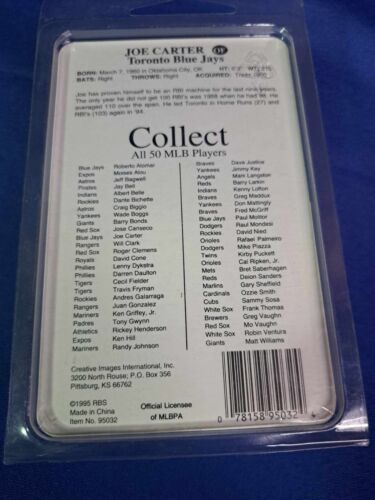 JOE CARTER OF
Toronto Blue Jays
BORN: March 7, 1960 in Oklahoma City, OK HT: 6'3" WT: 215
BATS: Right THROWS: Right ACQUIRED: Trade 1990
Joe has proven himself to be an RBI machine for the last nine years.
The only year he did not get 100 RBI's was 1988 when he had 98. He
averaged 110 over the span. He led Toronto in Home Runs (27) and
RBI's (103) again in '94.
Collect
All 50 MLB Players
Blue Jays Roberto Alomar
Expos Moises Alou
Astros Jeff Bagwell
Pirates Jay Bell
Indians Albert Belle
Rockies Dante Bichette
Astros Craig Biggio
Yankees Wade Boggs
Giants Barry Bonds
Red Sox Jose Canseco
Blue Jays Joe Carter
Rangers Will Clark
Red Sox Roger Clemens
Royals David Cone
Phillies Lenny Dykstra
Phillies Darren Daulton
Tigers Cecil Fielder
Tigers Travis Fryman
Rockies Andres Galarraga
Rangers Juan Gonzalez
Mariners Ken Griffey, Jr.
Padres Tony Gwynn
Athletics Rickey Henderson
Expos Ken Hill
Mariners Randy Johnson
Braves Dave Justice
Yankees Jimmy Key
Angels Mark Langston
Reds Barry Larkin
Indians Kenny Lofton
Braves Greg Maddux
Yankees Don Mattingly
Braves Fred McGriff
Blue Jays Paul Molitor
Dodgers Raul Mondesi
Rockies David Nied
Orioles Rafael Palmeiro
Dodgers Mike Piazza
Twins Kirby Puckett
Orioles Cal Ripken, Jr.
Mets Bret Saberhagen
Reds Deion Sanders
Marlins Gary Sheffield
Cardinals Ozzie Smith
Cubs Sammy Sosa
White Sox Frank Thomas
Brewers Greg Vaughn
Red Sox Mo Vaughn
White Sox Robin Ventura
Giants Matt Williams
Creative Images International, Inc.
3200 North Rouse; P.O. Box 356
Pittsburg, KS 66762
©1995 RBS
Made in China
Item No. 95032
Official Licensee
of MLBPA
0 78158 95032 4